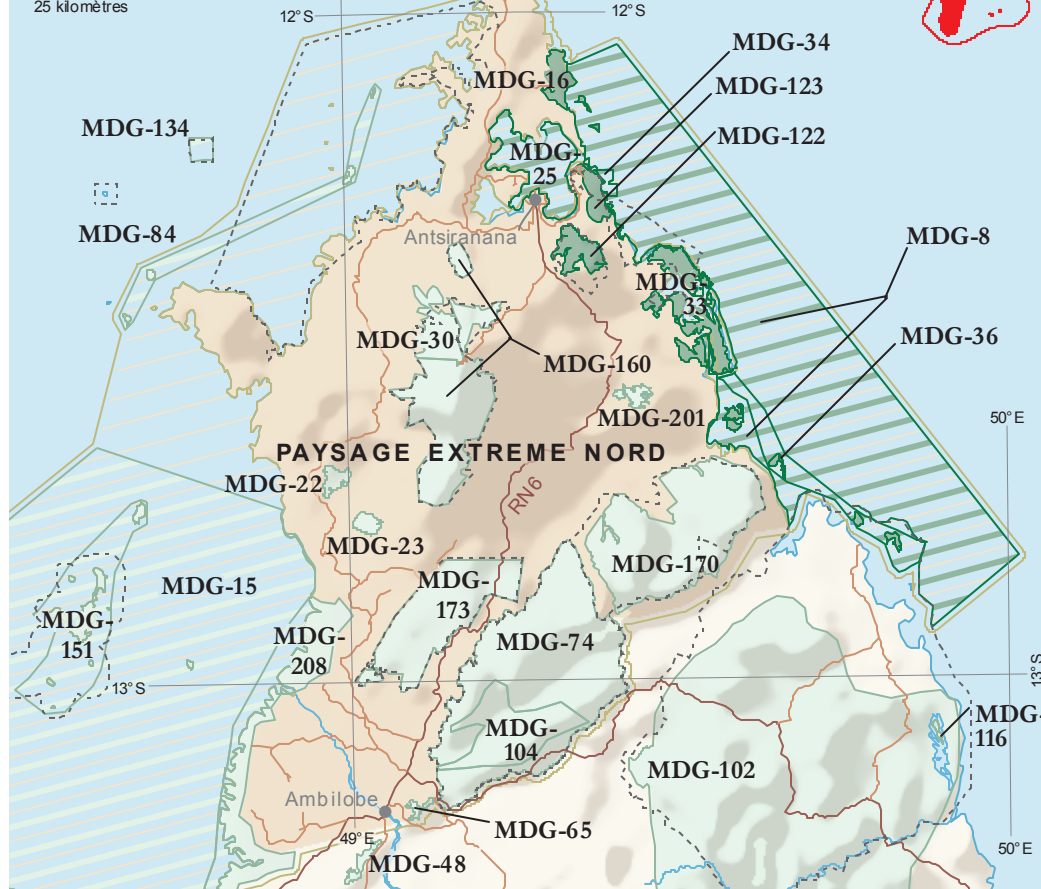 25 kilomètres
12° S
12° S
MDG-34
MDG-16
MDG-123
MDG-134
MDG-122
MDG-
25
MDG-84
Antsiranana
MDG-8
MDG-
33
MDG-30
MDG-36
MDG-160
MDG-201
50° E
PAYSAGE EXTREME NORD
MDG-22
RN6
MDG-23
MDG-170
MDG-15
MDG-
173
MDG-
151
MDG-
208
MDG-74
13° S
13° S
MDG-
116
MDG-
104
MDG-102
Ambilobe
MDG-65
49° E
50° E
MDG-48